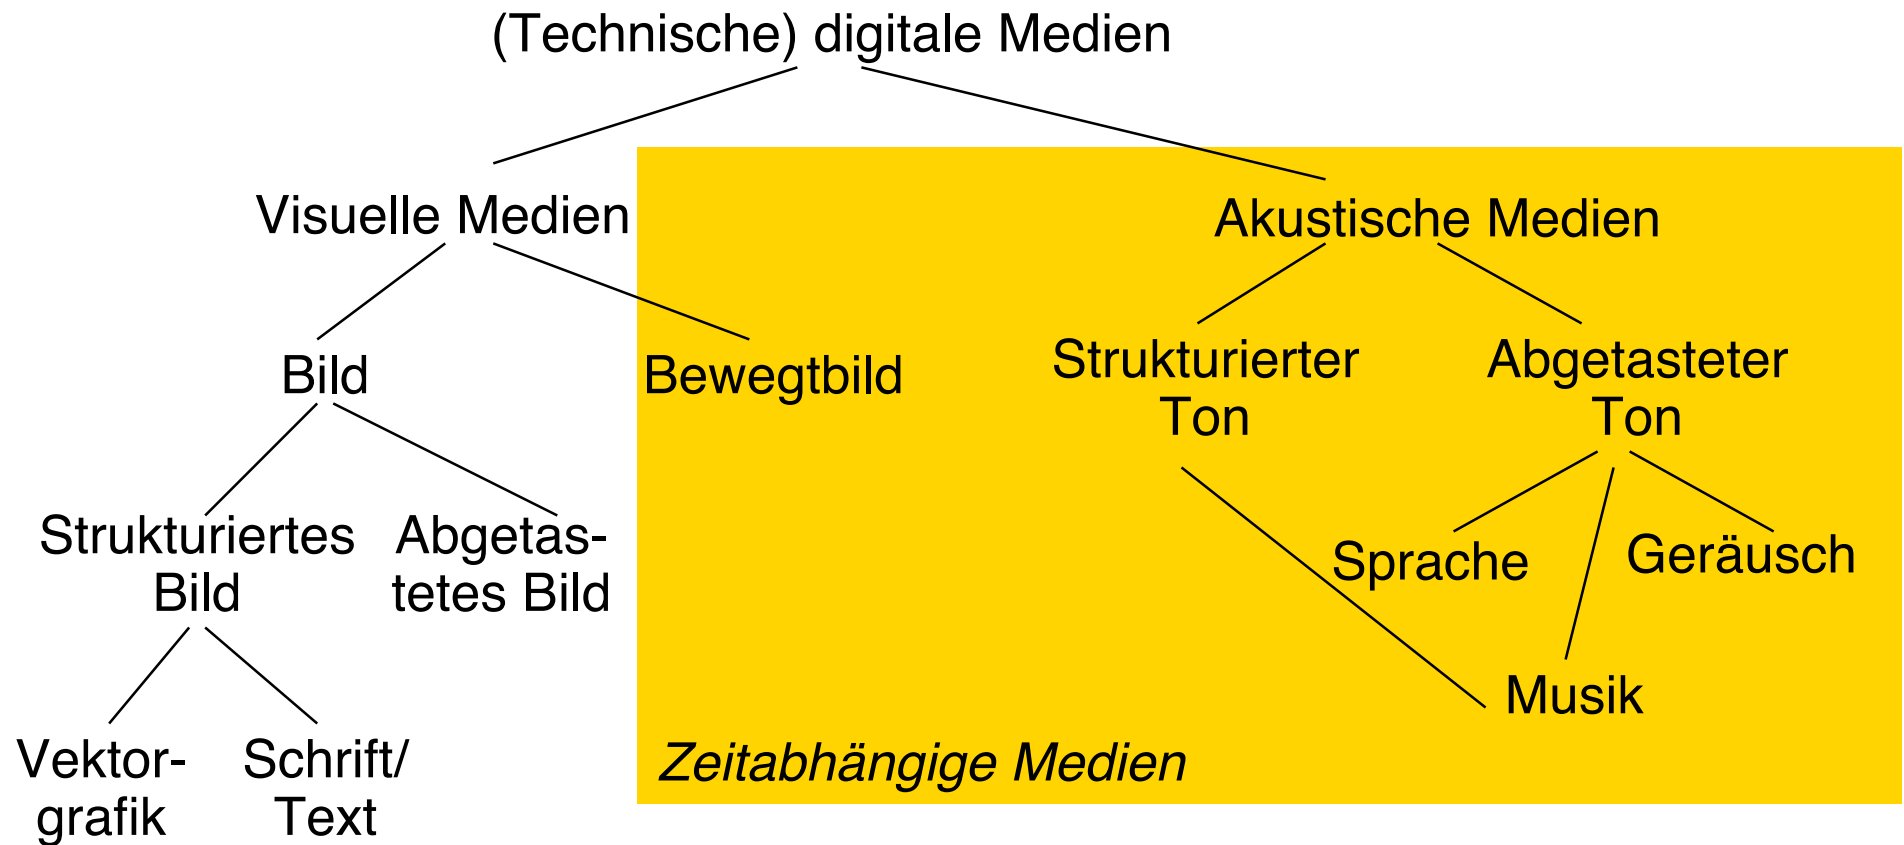 (Technische) digitale Medien
Visuelle Medien
Akustische Medien
Bild
Bewegtbild
Strukturierter
Ton
Abgetasteter
Ton
Strukturiertes
Bild
Abgetas-
tetes Bild
Sprache
Geräusch
Musik
Vektor-
grafik
Schrift/
Text
Zeitabhängige Medien